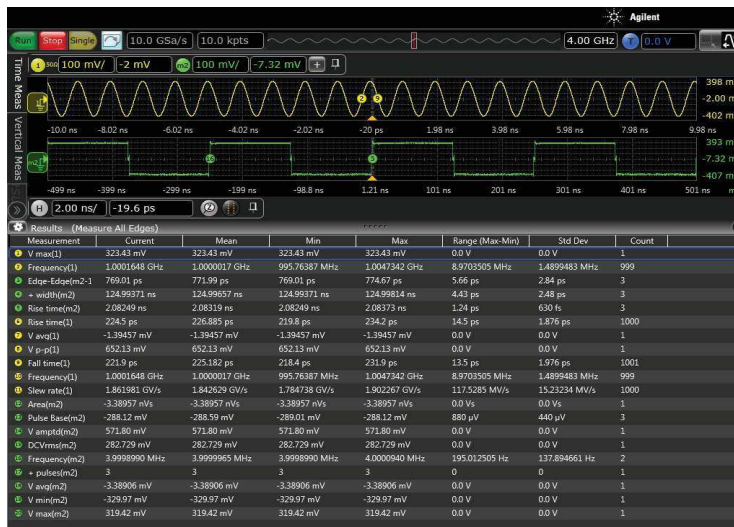 Agilent
Run Stop Single 10.0 GSa/s 10.0 kpts 4.00 GHz T 0.0 V
1 50Ω 100 mV/ -2 mV m2 100 mV/ -7.32 mV +
Time Meas
Vertical Meas
398 m
-2.00 m
-402 m
-10.0 ns -8.02 ns -6.02 ns -4.02 ns -2.02 ns -20 ps 1.98 ns 3.98 ns 5.98 ns 7.98 ns 9.98 ns
393 m
-7.32 m
-407 m
-499 ns -399 ns -299 ns -199 ns -98.8 ns 1.21 ns 101 ns 201 ns 301 ns 401 ns 501 ns
H 2.00 ns/ -19.6 ps
Results (Measure All Edges)
Measurement Current Mean Min Max Range (Max-Min) Std Dev Count
V max(1) 323.43 mV 323.43 mV 323.43 mV 323.43 mV 0.0 V 0.0 V 1
Frequency(1) 1.0001648 GHz 1.0000017 GHz 995.76387 MHz 1.0047342 GHz 8.9703505 MHz 1.4899483 MHz 999
Edge-Edge(m2-1 769.01 ps 771.99 ps 769.01 ps 774.67 ps 5.66 ps 2.84 ps 3
+ width(m2) 124.99371 ns 124.99657 ns 124.99371 ns 124.99814 ns 4.43 ps 2.48 ps 3
Rise time(m2) 2.08249 ns 2.08319 ns 2.08249 ns 2.08373 ns 1.24 ps 630 fs 3
Rise time(1) 224.5 ps 226.885 ps 219.8 ps 234.2 ps 14.5 ps 1.876 ps 1000
V avg(1) -1.39457 mV -1.39457 mV -1.39457 mV -1.39457 mV 0.0 V 0.0 V 1
V p-p(1) 652.13 mV 652.13 mV 652.13 mV 652.13 mV 0.0 V 0.0 V 1
Fall time(1) 221.9 ps 225.182 ps 218.4 ps 231.9 ps 13.5 ps 1.976 ps 1001
Frequency(1) 1.0001648 GHz 1.0000017 GHz 995.76387 MHz 1.0047342 GHz 8.9703505 MHz 1.4899483 MHz 999
Slew rate(1) 1.861981 GV/s 1.842629 GV/s 1.784738 GV/s 1.902267 GV/s 117.5285 MV/s 15.23234 MV/s 1000
Area(m2) -3.38957 nVs -3.38957 nVs -3.38957 nVs -3.38957 nVs 0.0 Vs 0.0 Vs 1
Pulse Base(m2) -288.12 mV -288.59 mV -289.01 mV -288.12 mV 880 µV 440 µV 3
V amptd(m2) 571.80 mV 571.80 mV 571.80 mV 571.80 mV 0.0 V 0.0 V 1
DCVrms(m2) 282.729 mV 282.729 mV 282.729 mV 282.729 mV 0.0 V 0.0 V 1
Frequency(m2) 3.9998990 MHz 3.9999965 MHz 3.9998990 MHz 4.0000940 MHz 195.012505 Hz 137.894661 Hz 2
+ pulses(m2) 3 3 3 3 0 0 1
V avg(m2) -3.38906 mV -3.38906 mV -3.38906 mV -3.38906 mV 0.0 V 0.0 V 1
V min(m2) -329.97 mV -329.97 mV -329.97 mV -329.97 mV 0.0 V 0.0 V 1
V max(m2) 319.42 mV 319.42 mV 319.42 mV 319.42 mV 0.0 V 0.0 V 1